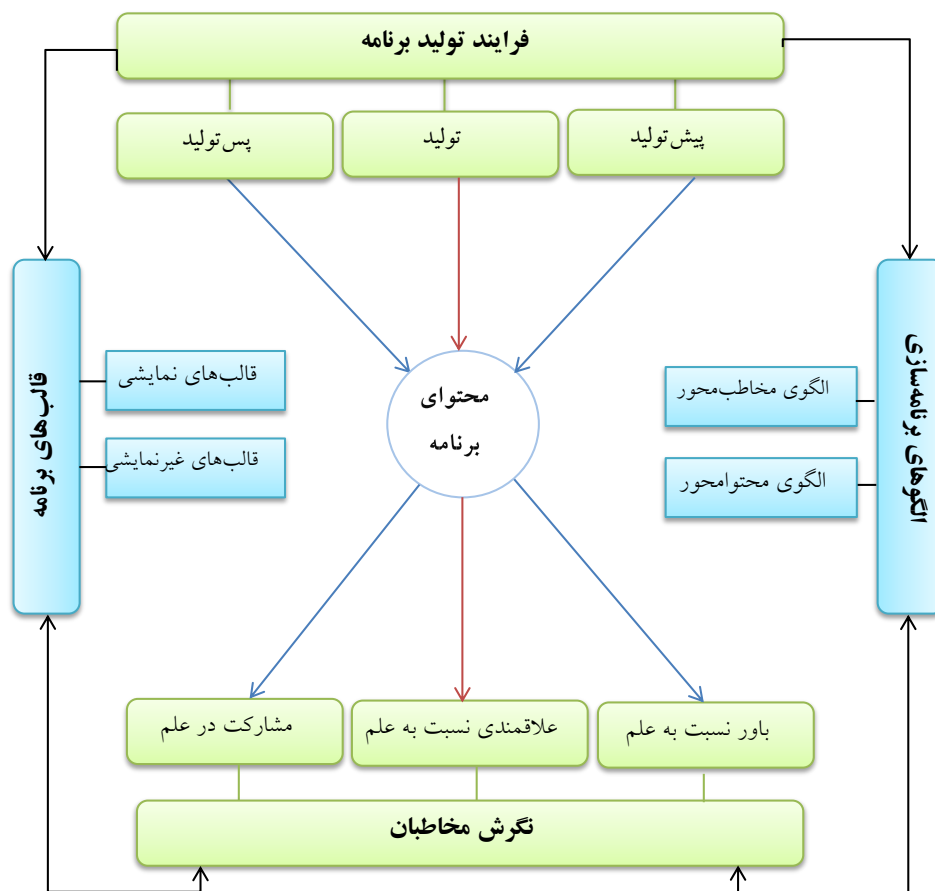 فرایند تولید برنامه
پیش‌تولید
تولید
پس‌تولید
الگوهای برنامه‌سازی
الگوی مخاطب‌محور
الگوی محتوامحور
محتوای
برنامه
قالب‌های برنامه
قالب‌های نمایشی
قالب‌های غیرنمایشی
باور نسبت به علم
علاقمندی نسبت به علم
مشارکت در علم
نگرش مخاطبان